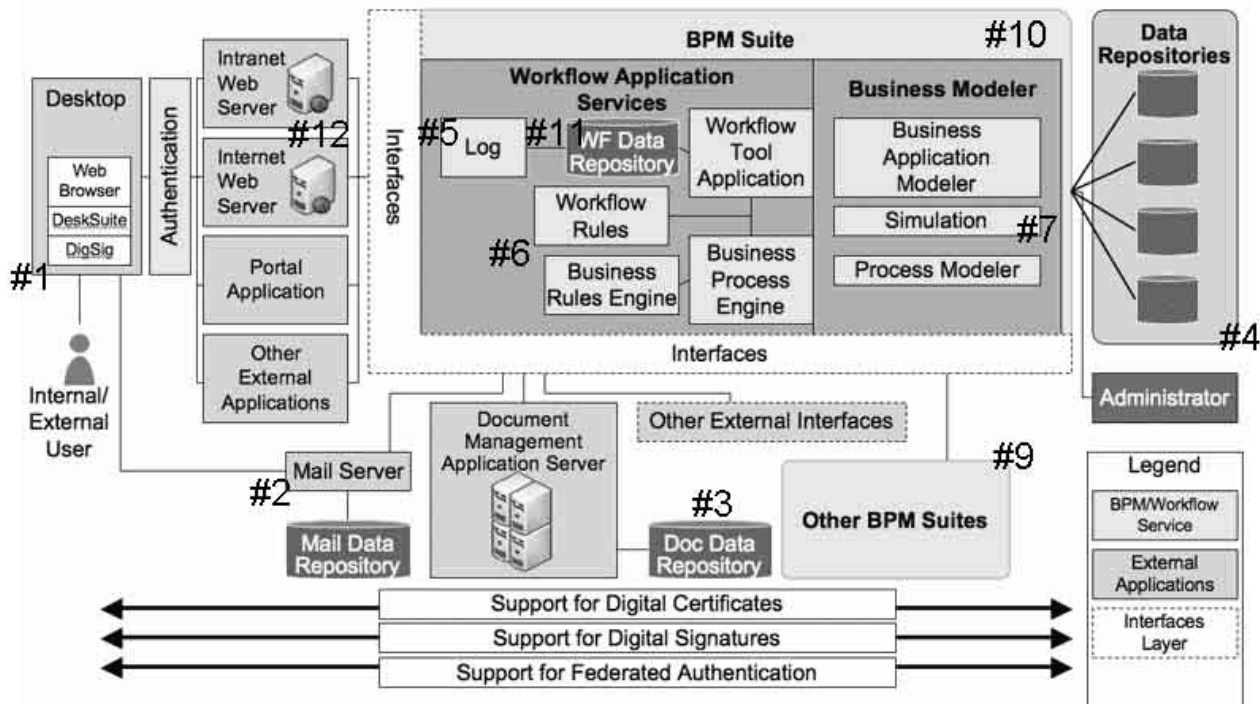 Desktop
Web
Browser
DeskSuite
DigSig
#1
Internal/
External
User
Authentication
Intranet
Web
Server
#12
Internet
Web
Server
Portal
Application
Other
External
Applications
Interfaces
BPM Suite
#10
Workflow Application
Services
#5
Log
#11
WF Data
Repository
Workflow
Tool
Application
Workflow
Rules
#6
Business
Rules Engine
Business
Process
Engine
Business Modeler
Business
Application
Modeler
Simulation
#7
Process Modeler
Interfaces
Data
Repositories
#4
Administrator
Mail Server
#2
Mail Data
Repository
Document
Management
Application Server
#3
Doc Data
Repository
Other External Interfaces
#9
Other BPM Suites
Legend
BPM/Workflow
Service
External
Applications
Interfaces
Layer
Support for Digital Certificates
Support for Digital Signatures
Support for Federated Authentication